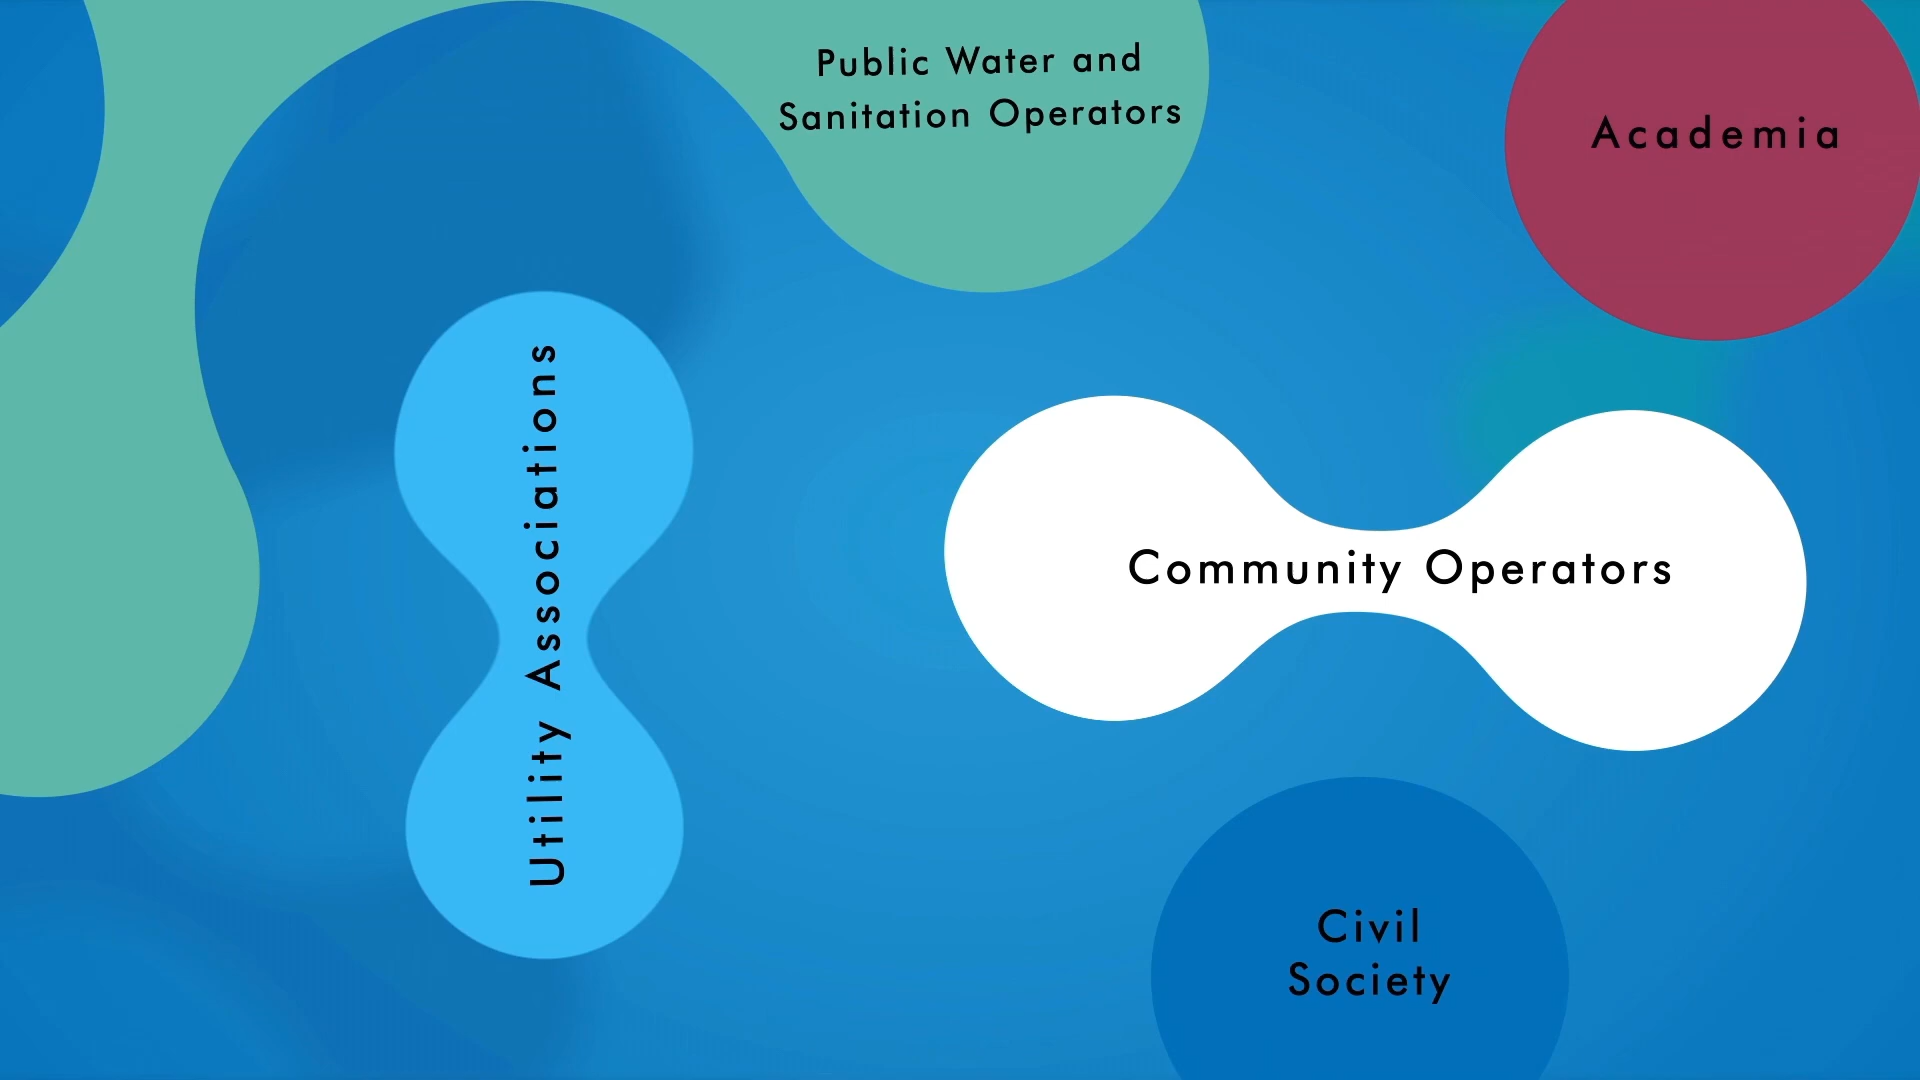 Public Water and
Sanitation Operators
Academia
Utility Associations
Community Operators
Civil
Society